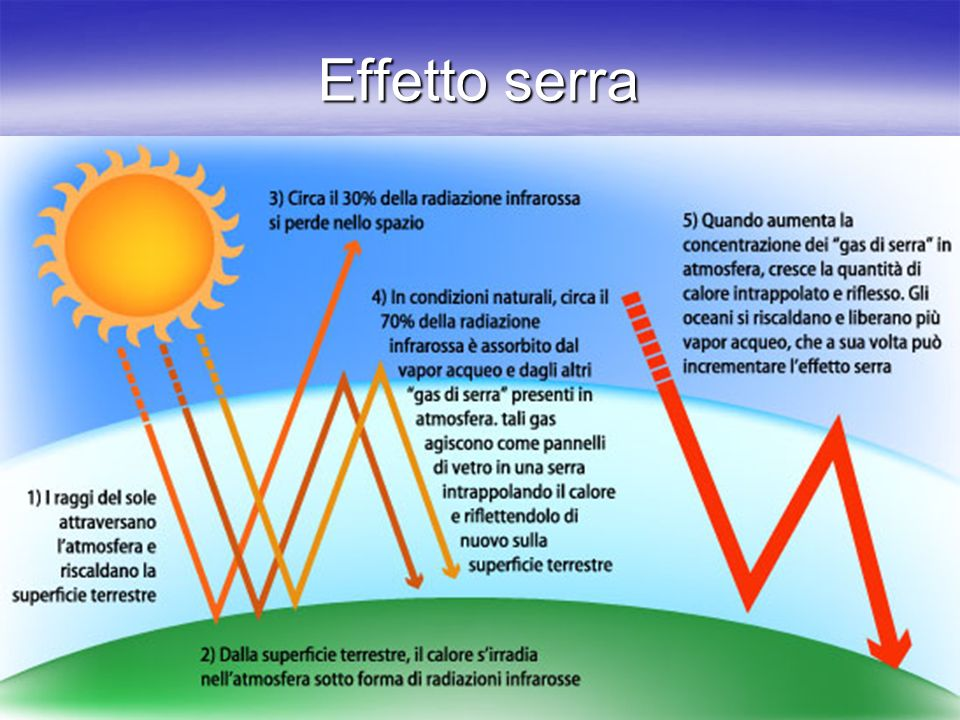 Effetto serra
1) I raggi del sole
attraversano
l'atmosfera e
riscaldano la
superficie terrestre
2) Dalla superficie terrestre, il calore s'irradia
nell'atmosfera sotto forma di radiazioni infrarosse
3) Circa il 30% della radiazione infrarossa
si perde nello spazio
4) In condizioni naturali, circa il
70% della radiazione
infrarossa è assorbito dal
vapor acqueo e dagli altri
"gas di serra" presenti in
atmosfera. tali gas
agiscono come pannelli
di vetro in una serra
intrappolando il calore
e riflettendolo di
nuovo sulla
superficie terrestre
5) Quando aumenta la
concentrazione dei "gas di serra" in
atmosfera, cresce la quantità di
calore intrappolato e riflesso. Gli
oceani si riscaldano e liberano più
vapor acqueo, che a sua volta può
incrementare l'effetto serra